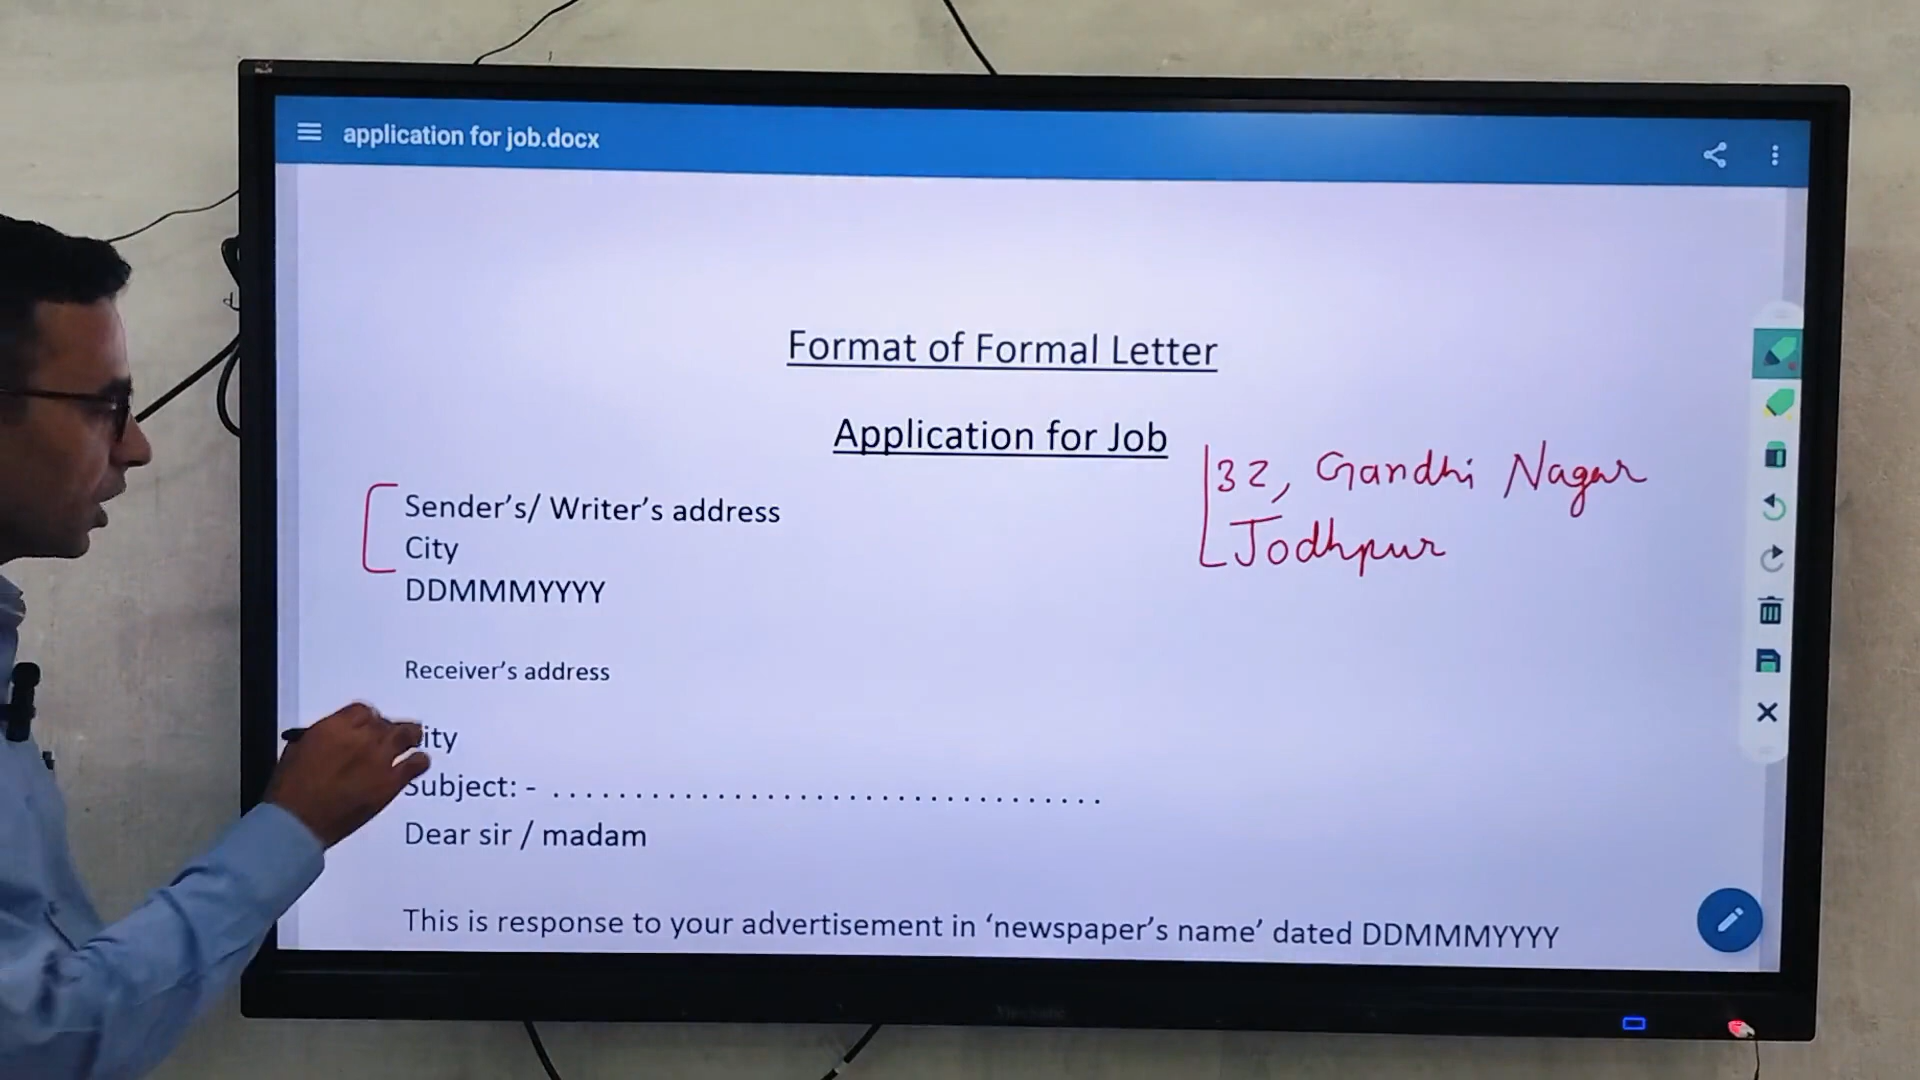 application for job.docx
Format of Formal Letter
Application for Job
32, Gandhi Nagar
Jodhpur
Sender's/ Writer's address
City
DDMMMYYYY
Receiver's address
City
Subject: - ..................................
Dear sir / madam
This is response to your advertisement in ‘newspaper's name’ dated DDMMMYYYY